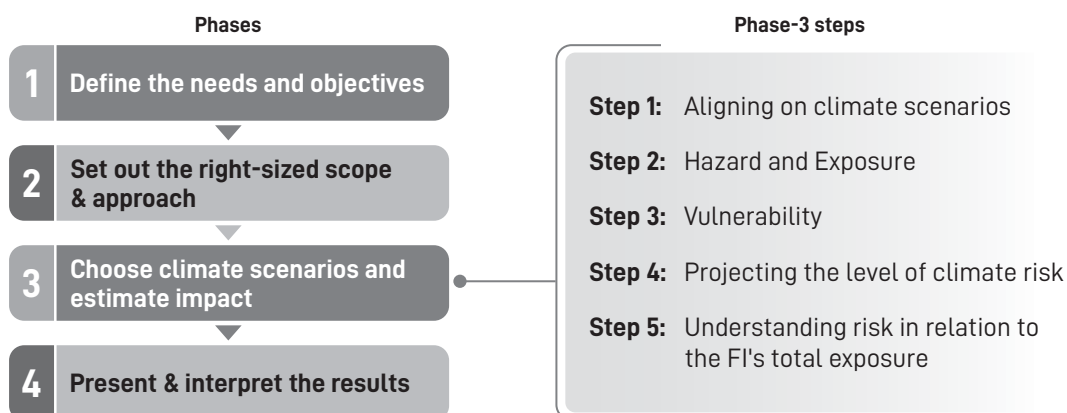 Phases
1
Define the needs and objectives
2
Set out the right-sized scope
& approach
3
Choose climate scenarios and
estimate impact
4
Present & interpret the results
Phase-3 steps
Step 1: Aligning on climate scenarios
Step 2: Hazard and Exposure
Step 3: Vulnerability
Step 4: Projecting the level of climate risk
Step 5: Understanding risk in relation to
the FI's total exposure